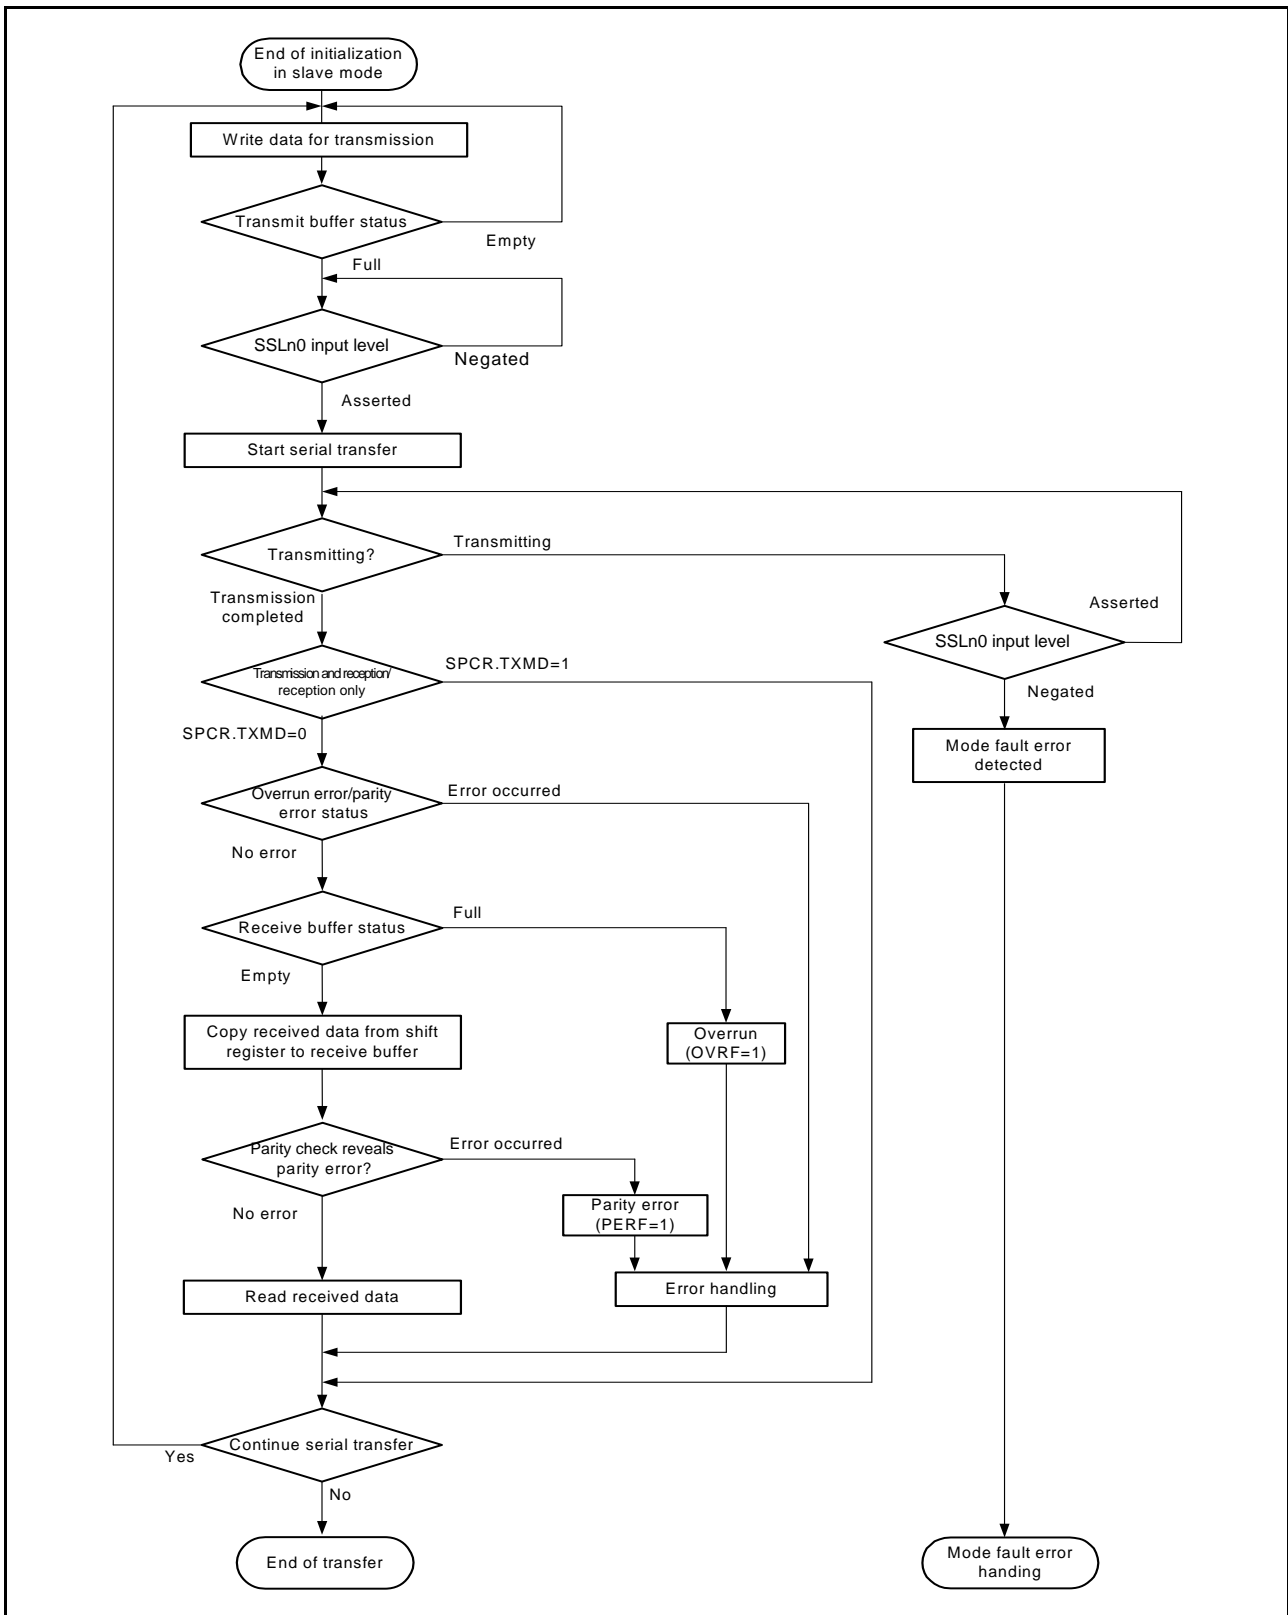 End of initialization
in slave mode
Write data for transmission
Transmit buffer status
Empty
Full
SSLn0 input level
Negated
Asserted
Start serial transfer
Transmitting?
Transmitting
Transmission
completed
Asserted
SSLn0 input level
Negated
Transmission and reception/
reception only
SPCR.TXMD=1
SPCR.TXMD=0
Mode fault error
detected
Overrun error/parity
error status
Error occurred
No error
Receive buffer status
Full
Empty
Copy received data from shift
register to receive buffer
Overrun
(OVRF=1)
Parity check reveals
parity error?
Error occurred
No error
Parity error
(PERF=1)
Error handling
Read received data
Continue serial transfer
Yes
No
End of transfer
Mode fault error
handing